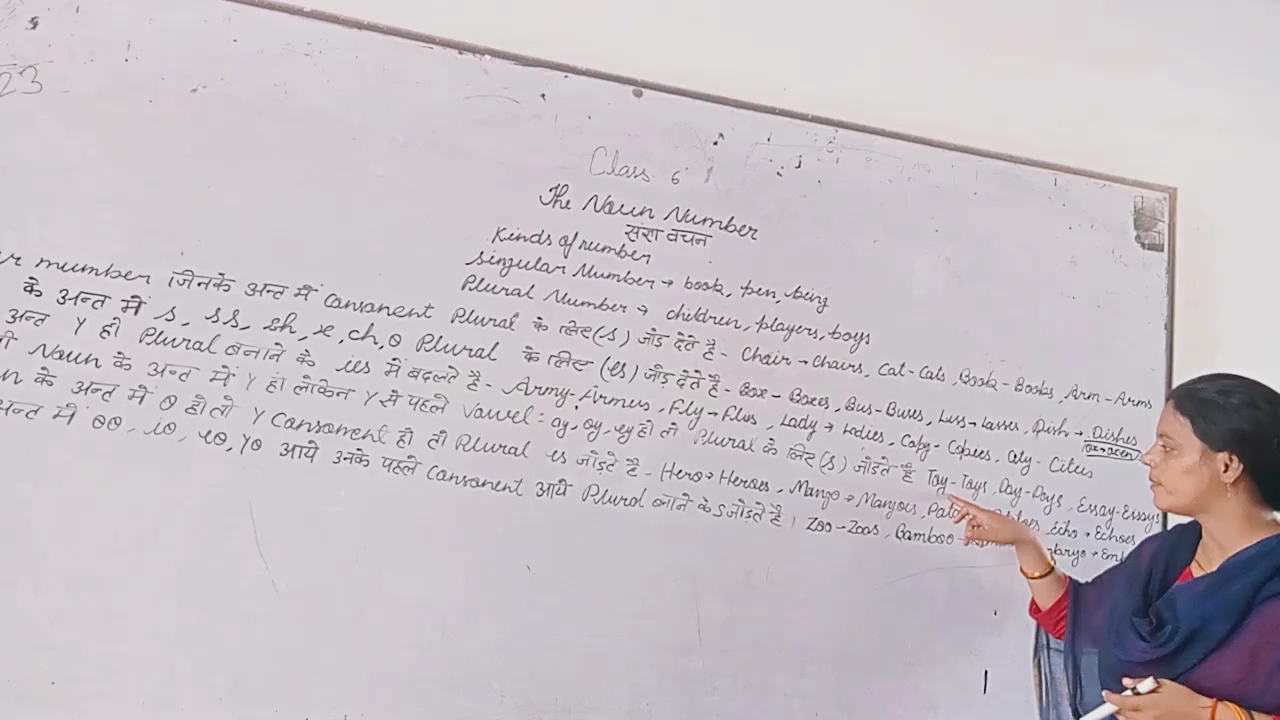 23
Class 6
The Noun Number
संज्ञा वचन
Kinds of number
Singular Number → book, pen, being
Plural Number → children, players, boys
number जिनके अन्त में consonent Plural के लिए (s) जोड़ देते है - Chair → Chairs, Cat - Cats, Book - Books, Arm - Arms
के अन्त में s, ss, sh, x, ch, o Plural के लिए (es) जोड़ देते है - Box - Boxes, Bus - Buses, Dish → Dishes
ox → oxen
अन्त Y हो Plural बनाने के ies में बदलते है - Army - Armies, Fly → Flies, Lady → Ladies, Copy - Copies, City - Cities
Noun के अन्त में Y हो लेकिन Y से पहले Vowel = ay, oy, ey हो तो Plural के लिए (s) जोड़ते है Toy - Toys, Day - Days, Essay - Essays
के अन्त में O हो तो Y Consonent हो तो Plural es जोड़ते है - Hero → Heroes, Mango → Mangoes, Echo → Echoes
अन्त में oo, io, eo, yo आये उनके पहले Consonent आये Plural बनाने के s जोड़ते है। Zoo - Zoos, Bamboo -